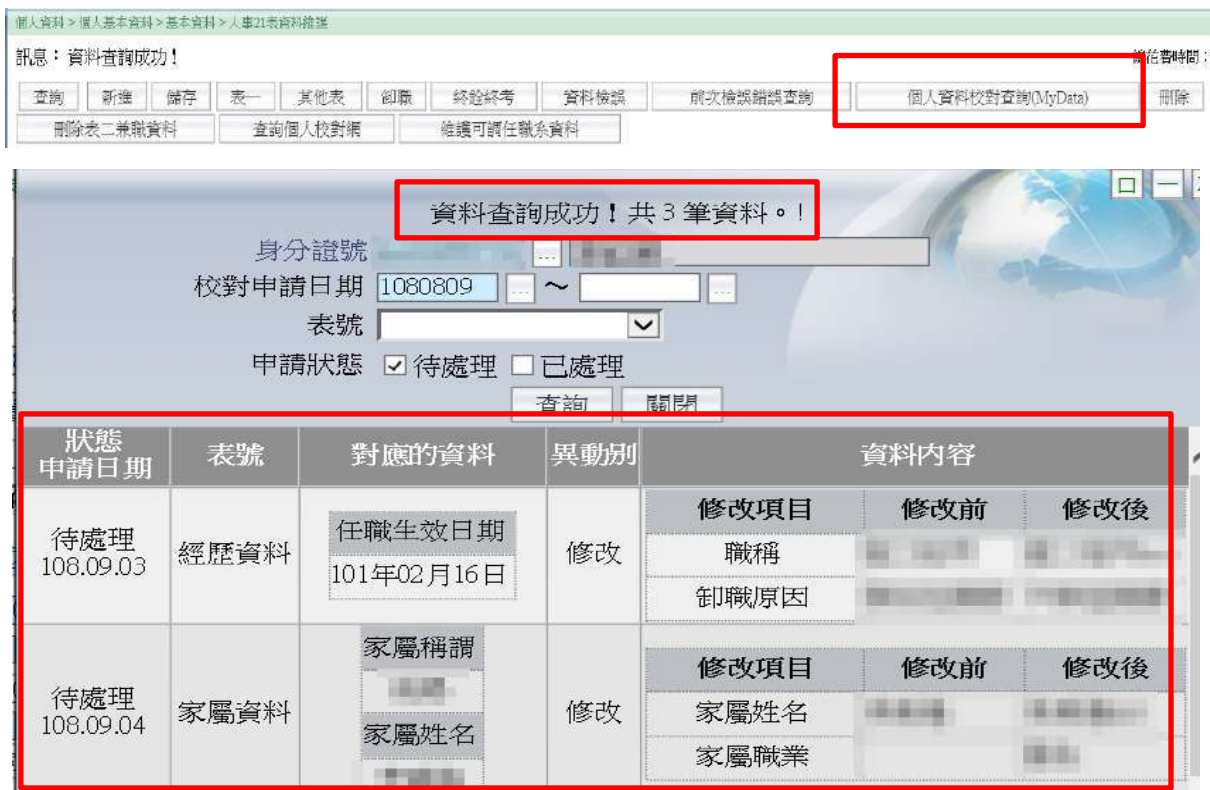 個人資料 > 個人基本資料 > 基本資料 > 人事21表資料維護
訊息：資料查詢成功！ 總花費時間：
查詢 新進 儲存 表一 其他表 卸職 終詮終考 資料檢誤 前次檢誤錯誤查詢 個人資料校對查詢(MyData) 刪除
刪除表二兼職資料 查詢個人校對網 維護可調任職系資料
資料查詢成功！共3筆資料。!
身分證號
校對申請日期 1080809 ～
表號
申請狀態 待處理 已處理
查詢 關閉
狀態
申請日期 表號 對應的資料 異動別 資料內容
待處理
108.09.03 經歷資料 任職生效日期
101年02月16日 修改 修改項目 修改前 修改後
職稱
卸職原因
待處理
108.09.04 家屬資料 家屬稱謂
家屬姓名 修改 修改項目 修改前 修改後
家屬姓名
家屬職業